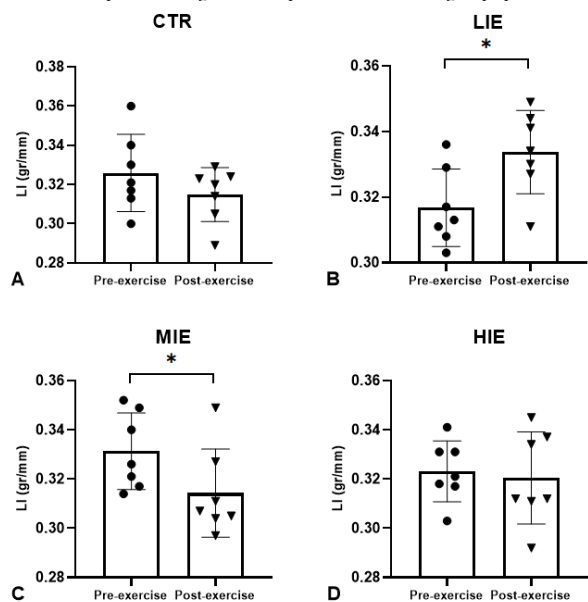 CTR
LIE
*
LI (gr/mm)
0.38
0.36
0.34
0.32
0.30
0.28
Pre-exercise Post-exercise
A
LI (gr/mm)
0.36
0.34
0.32
0.30
Pre-exercise Post-exercise
B
MIE
HIE
*
LI (gr/mm)
0.36
0.34
0.32
0.30
0.28
Pre-exercise Post-exercise
C
LI (gr/mm)
0.36
0.34
0.32
0.30
0.28
Pre-exercise Post-exercise
D